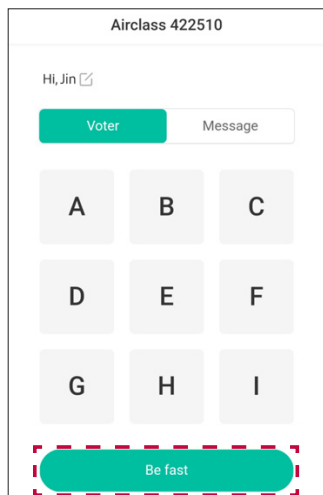 Airclass 422510
Hi, Jin
Voter Message
A B C
D E F
G H I
Be fast